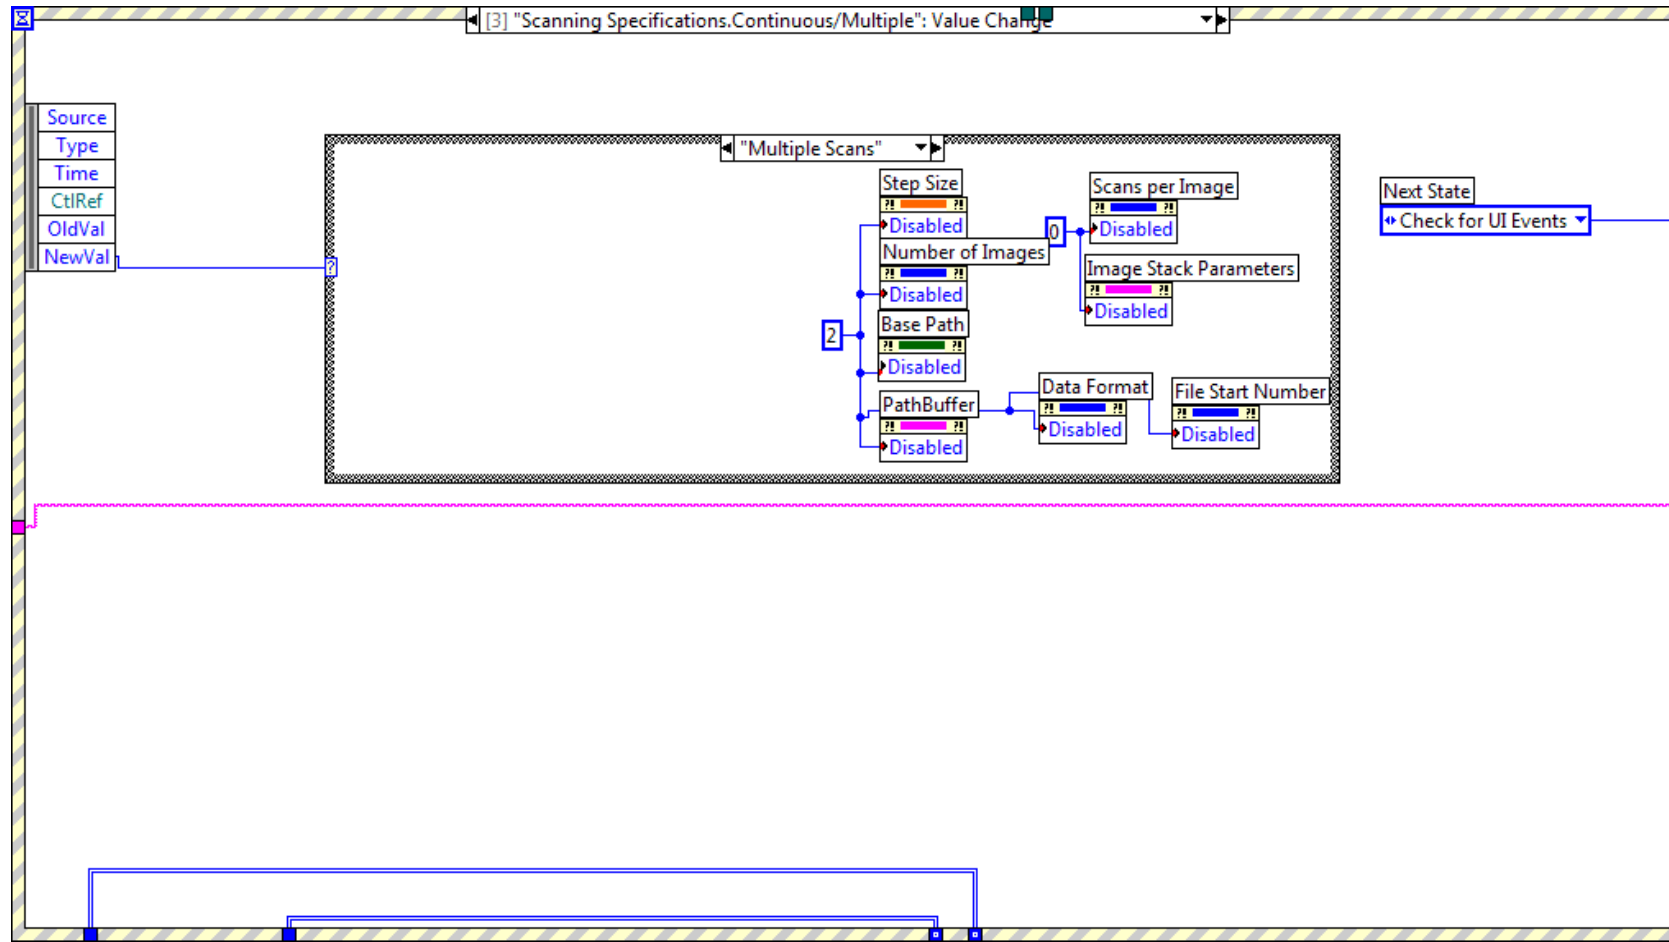 [3] "Scanning Specifications.Continuous/Multiple": Value Change
Source
Type
Time
CtlRef
OldVal
NewVal
?
"Multiple Scans"
Step Size
?! ?!
Disabled
Number of Images
?! ?!
Disabled
2
Base Path
?! ?!
Disabled
PathBuffer
?! ?!
Disabled
0
Scans per Image
?! ?!
Disabled
Image Stack Parameters
?! ?!
Disabled
Data Format
?! ?!
Disabled
File Start Number
?! ?!
Disabled
Next State
Check for UI Events